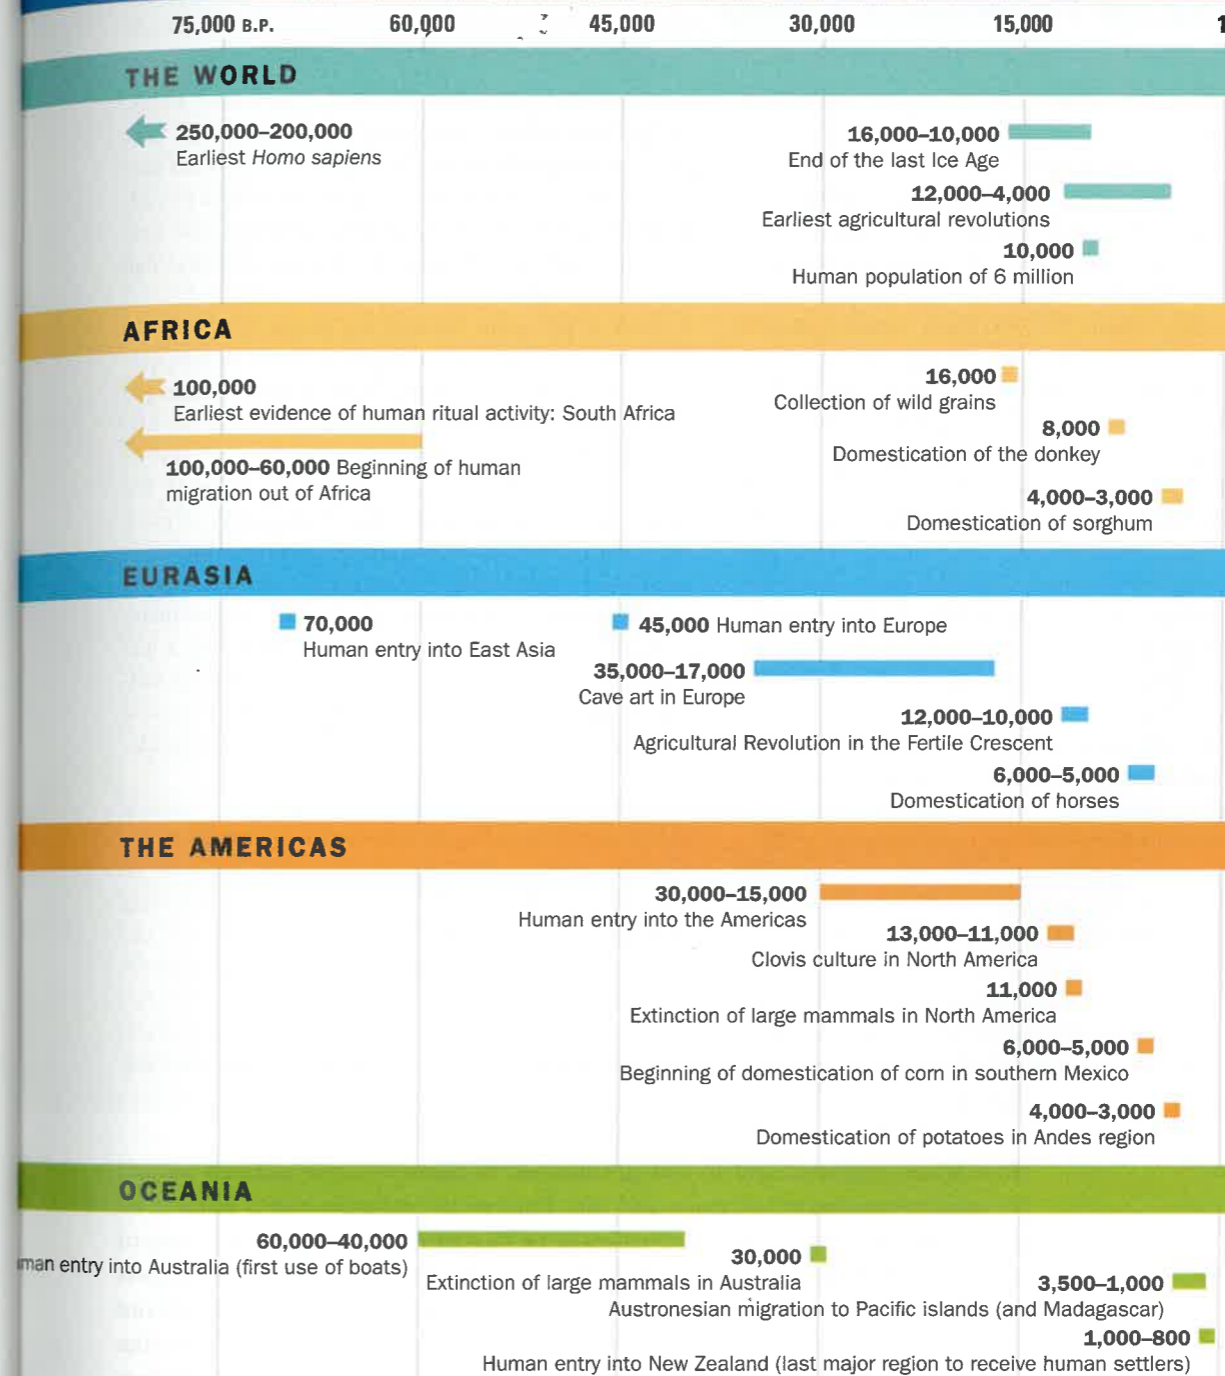 75,000 B.P. 60,000 45,000 30,000 15,000
THE WORLD
250,000–200,000
Earliest Homo sapiens
16,000–10,000
End of the last Ice Age
12,000–4,000
Earliest agricultural revolutions
10,000
Human population of 6 million
AFRICA
100,000
Earliest evidence of human ritual activity: South Africa
100,000–60,000 Beginning of human
migration out of Africa
16,000
Collection of wild grains
8,000
Domestication of the donkey
4,000–3,000
Domestication of sorghum
EURASIA
70,000
Human entry into East Asia
45,000 Human entry into Europe
35,000–17,000
Cave art in Europe
12,000–10,000
Agricultural Revolution in the Fertile Crescent
6,000–5,000
Domestication of horses
THE AMERICAS
30,000–15,000
Human entry into the Americas
13,000–11,000
Clovis culture in North America
11,000
Extinction of large mammals in North America
6,000–5,000
Beginning of domestication of corn in southern Mexico
4,000–3,000
Domestication of potatoes in Andes region
OCEANIA
60,000–40,000
entry into Australia (first use of boats)
30,000
Extinction of large mammals in Australia
3,500–1,000
Austronesian migration to Pacific islands (and Madagascar)
1,000–800
Human entry into New Zealand (last major region to receive human settlers)